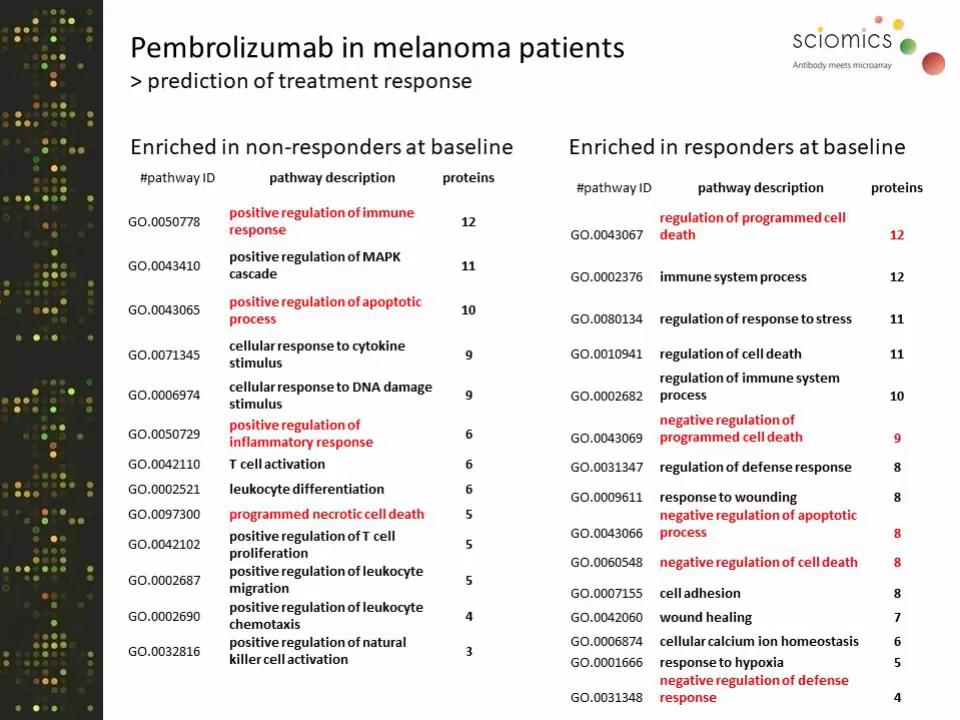 Pembrolizumab in melanoma patients
> prediction of treatment response
sciomics
Antibody meets microarray
Enriched in non-responders at baseline
#pathway ID pathway description proteins
GO.0050778 positive regulation of immune response 12
GO.0043410 positive regulation of MAPK cascade 11
GO.0043065 positive regulation of apoptotic process 10
GO.0071345 cellular response to cytokine stimulus 9
GO.0006974 cellular response to DNA damage stimulus 9
GO.0050729 positive regulation of inflammatory response 6
GO.0042110 T cell activation 6
GO.0002521 leukocyte differentiation 6
GO.0097300 programmed necrotic cell death 5
GO.0042102 positive regulation of T cell proliferation 5
GO.0002687 positive regulation of leukocyte migration 5
GO.0002690 positive regulation of leukocyte chemotaxis 4
GO.0032816 positive regulation of natural killer cell activation 3
Enriched in responders at baseline
#pathway ID pathway description proteins
GO.0043067 regulation of programmed cell death 12
GO.0002376 immune system process 12
GO.0080134 regulation of response to stress 11
GO.0010941 regulation of cell death 11
GO.0002682 regulation of immune system process 10
GO.0043069 negative regulation of programmed cell death 9
GO.0031347 regulation of defense response 8
GO.0009611 response to wounding 8
GO.0043066 negative regulation of apoptotic process 8
GO.0060548 negative regulation of cell death 8
GO.0007155 cell adhesion 8
GO.0042060 wound healing 7
GO.0006874 cellular calcium ion homeostasis 6
GO.0001666 response to hypoxia 5
GO.0031348 negative regulation of defense response 4